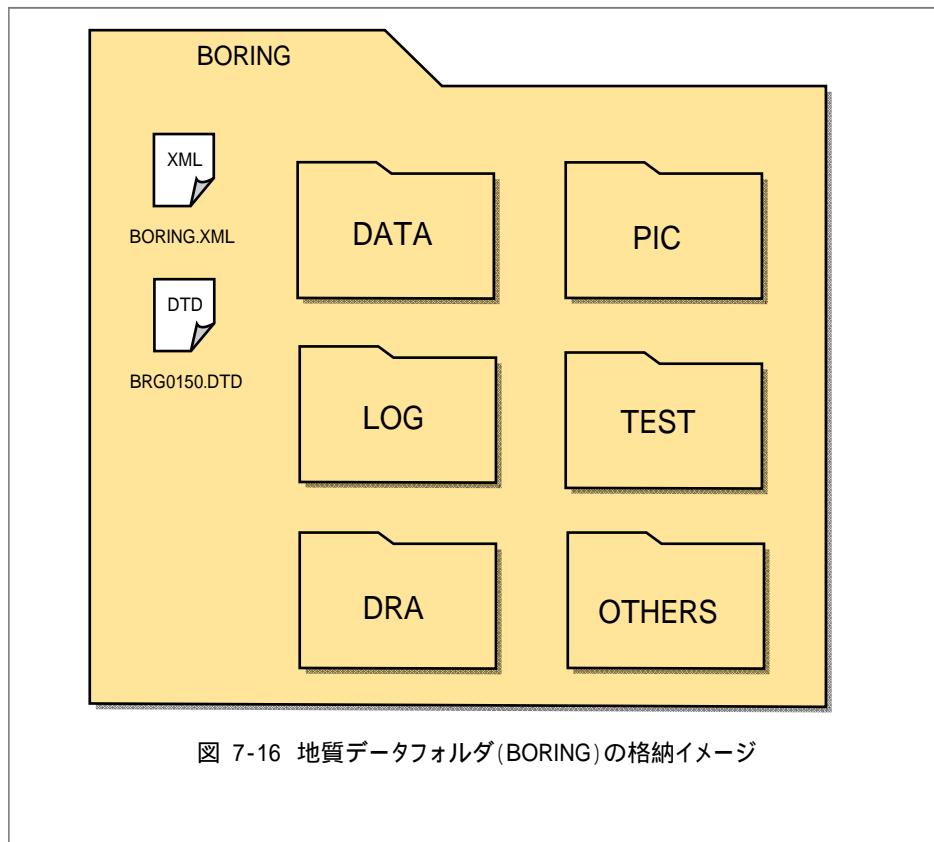 BORING
XML
BORING.XML
DTD
BRG0150.DTD
DATA
PIC
LOG
TEST
DRA
OTHERS
図 7-16 地質データフォルダ(BORING)の格納イメージ